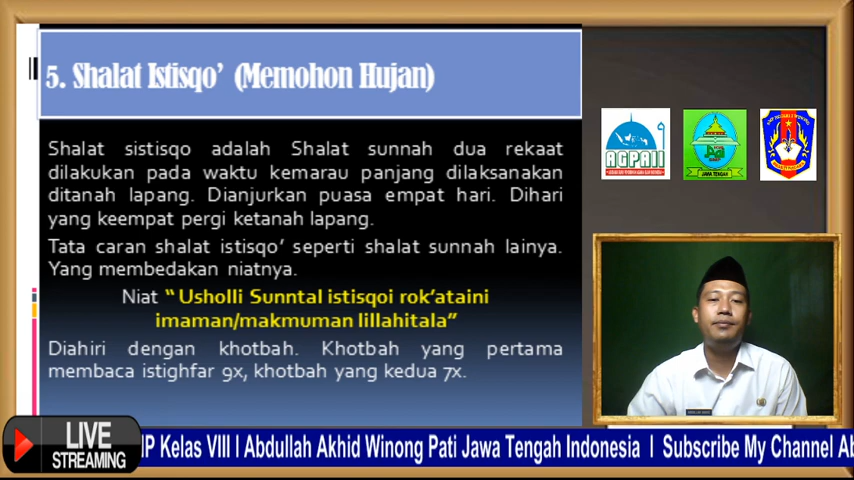 5. Shalat Istisqo’ (Memohon Hujan)
Shalat sistisqo adalah Shalat sunnah dua rekaat
dilakukan pada waktu kemarau panjang dilaksanakan
ditanah lapang. Dianjurkan puasa empat hari. Dihari
yang keempat pergi ketanah lapang.
Tata caran shalat istisqo’ seperti shalat sunnah lainya.
Yang membedakan niatnya.
Niat “ Usholli Sunntal istisqoi rok’ataini
imaman/makmuman lillahitala”
Diahiri dengan khotbah. Khotbah yang pertama
membaca istighfar 9x, khotbah yang kedua 7x.
AGPAII
JAWA TENGAH
LIVE
STREAMING
MP Kelas VIII I Abdullah Akhid Winong Pati Jawa Tengah Indonesia I Subscribe My Channel Ab